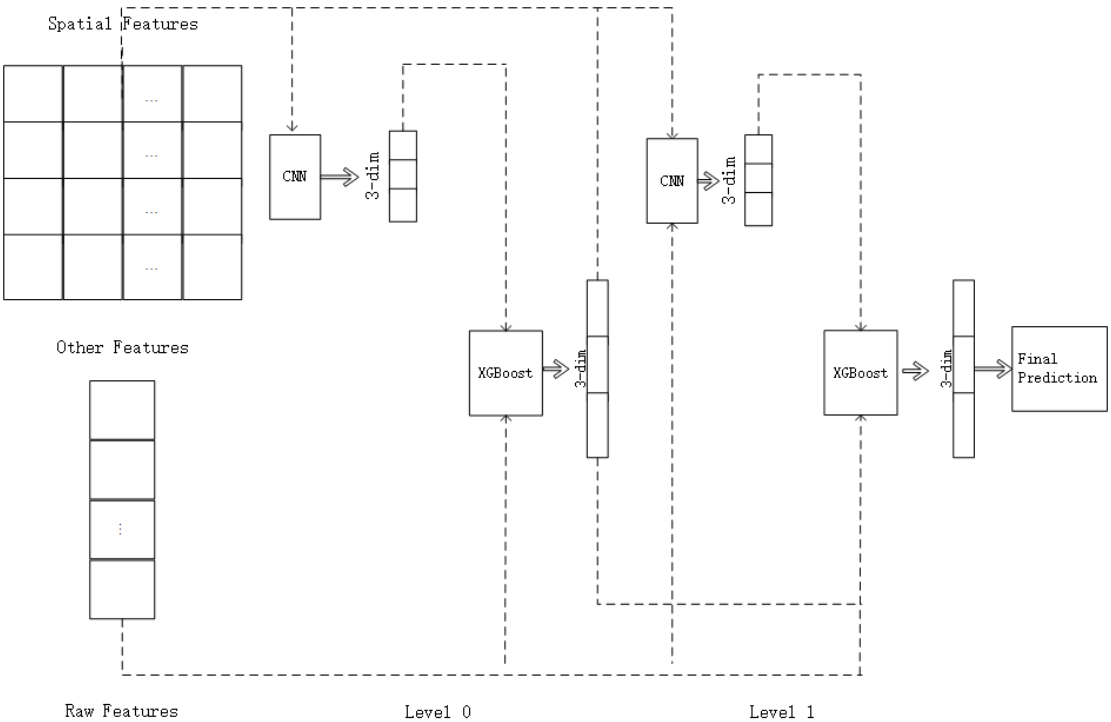 Spatial Features
...
...
...
...
CNN
3-dim
CNN
3-dim
Other Features
...
XGBoost
3-dim
XGBoost
3-dim
Final
Prediction
Raw Features
Level 0
Level 1